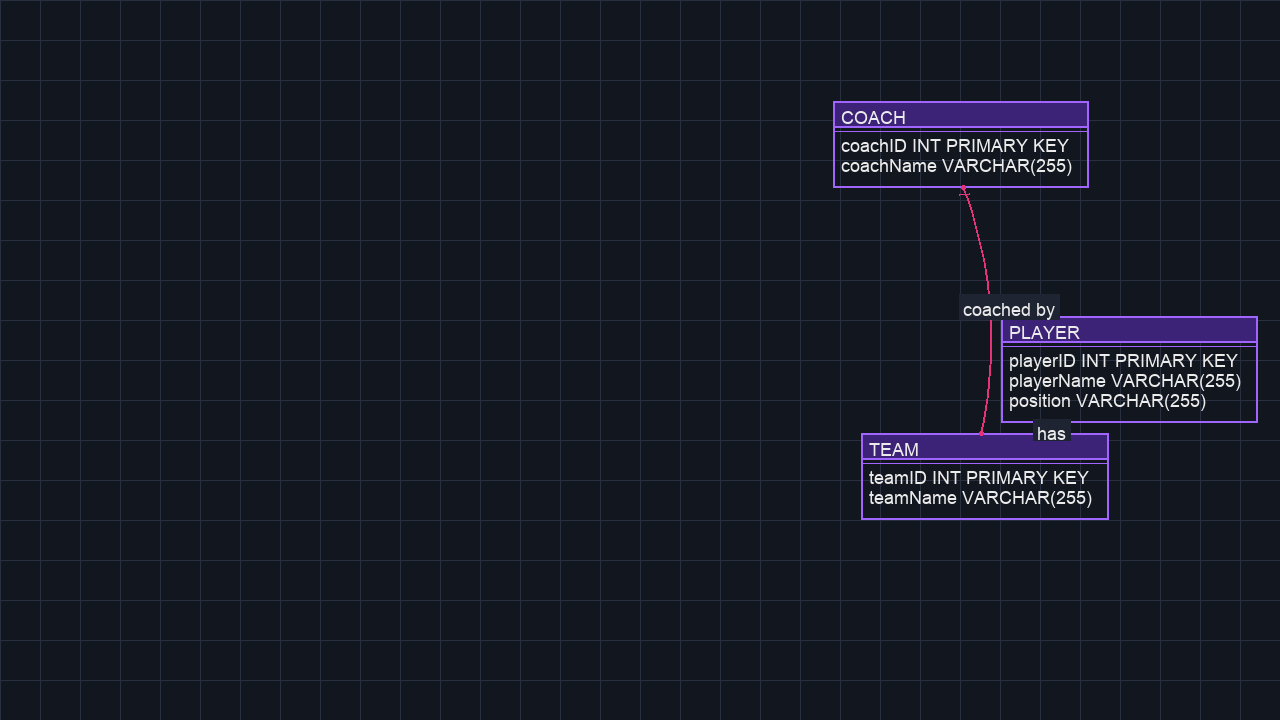 COACH
coachID INT PRIMARY KEY
coachName VARCHAR(255)
coached by
PLAYER
playerID INT PRIMARY KEY
playerName VARCHAR(255)
position VARCHAR(255)
has
TEAM
teamID INT PRIMARY KEY
teamName VARCHAR(255)